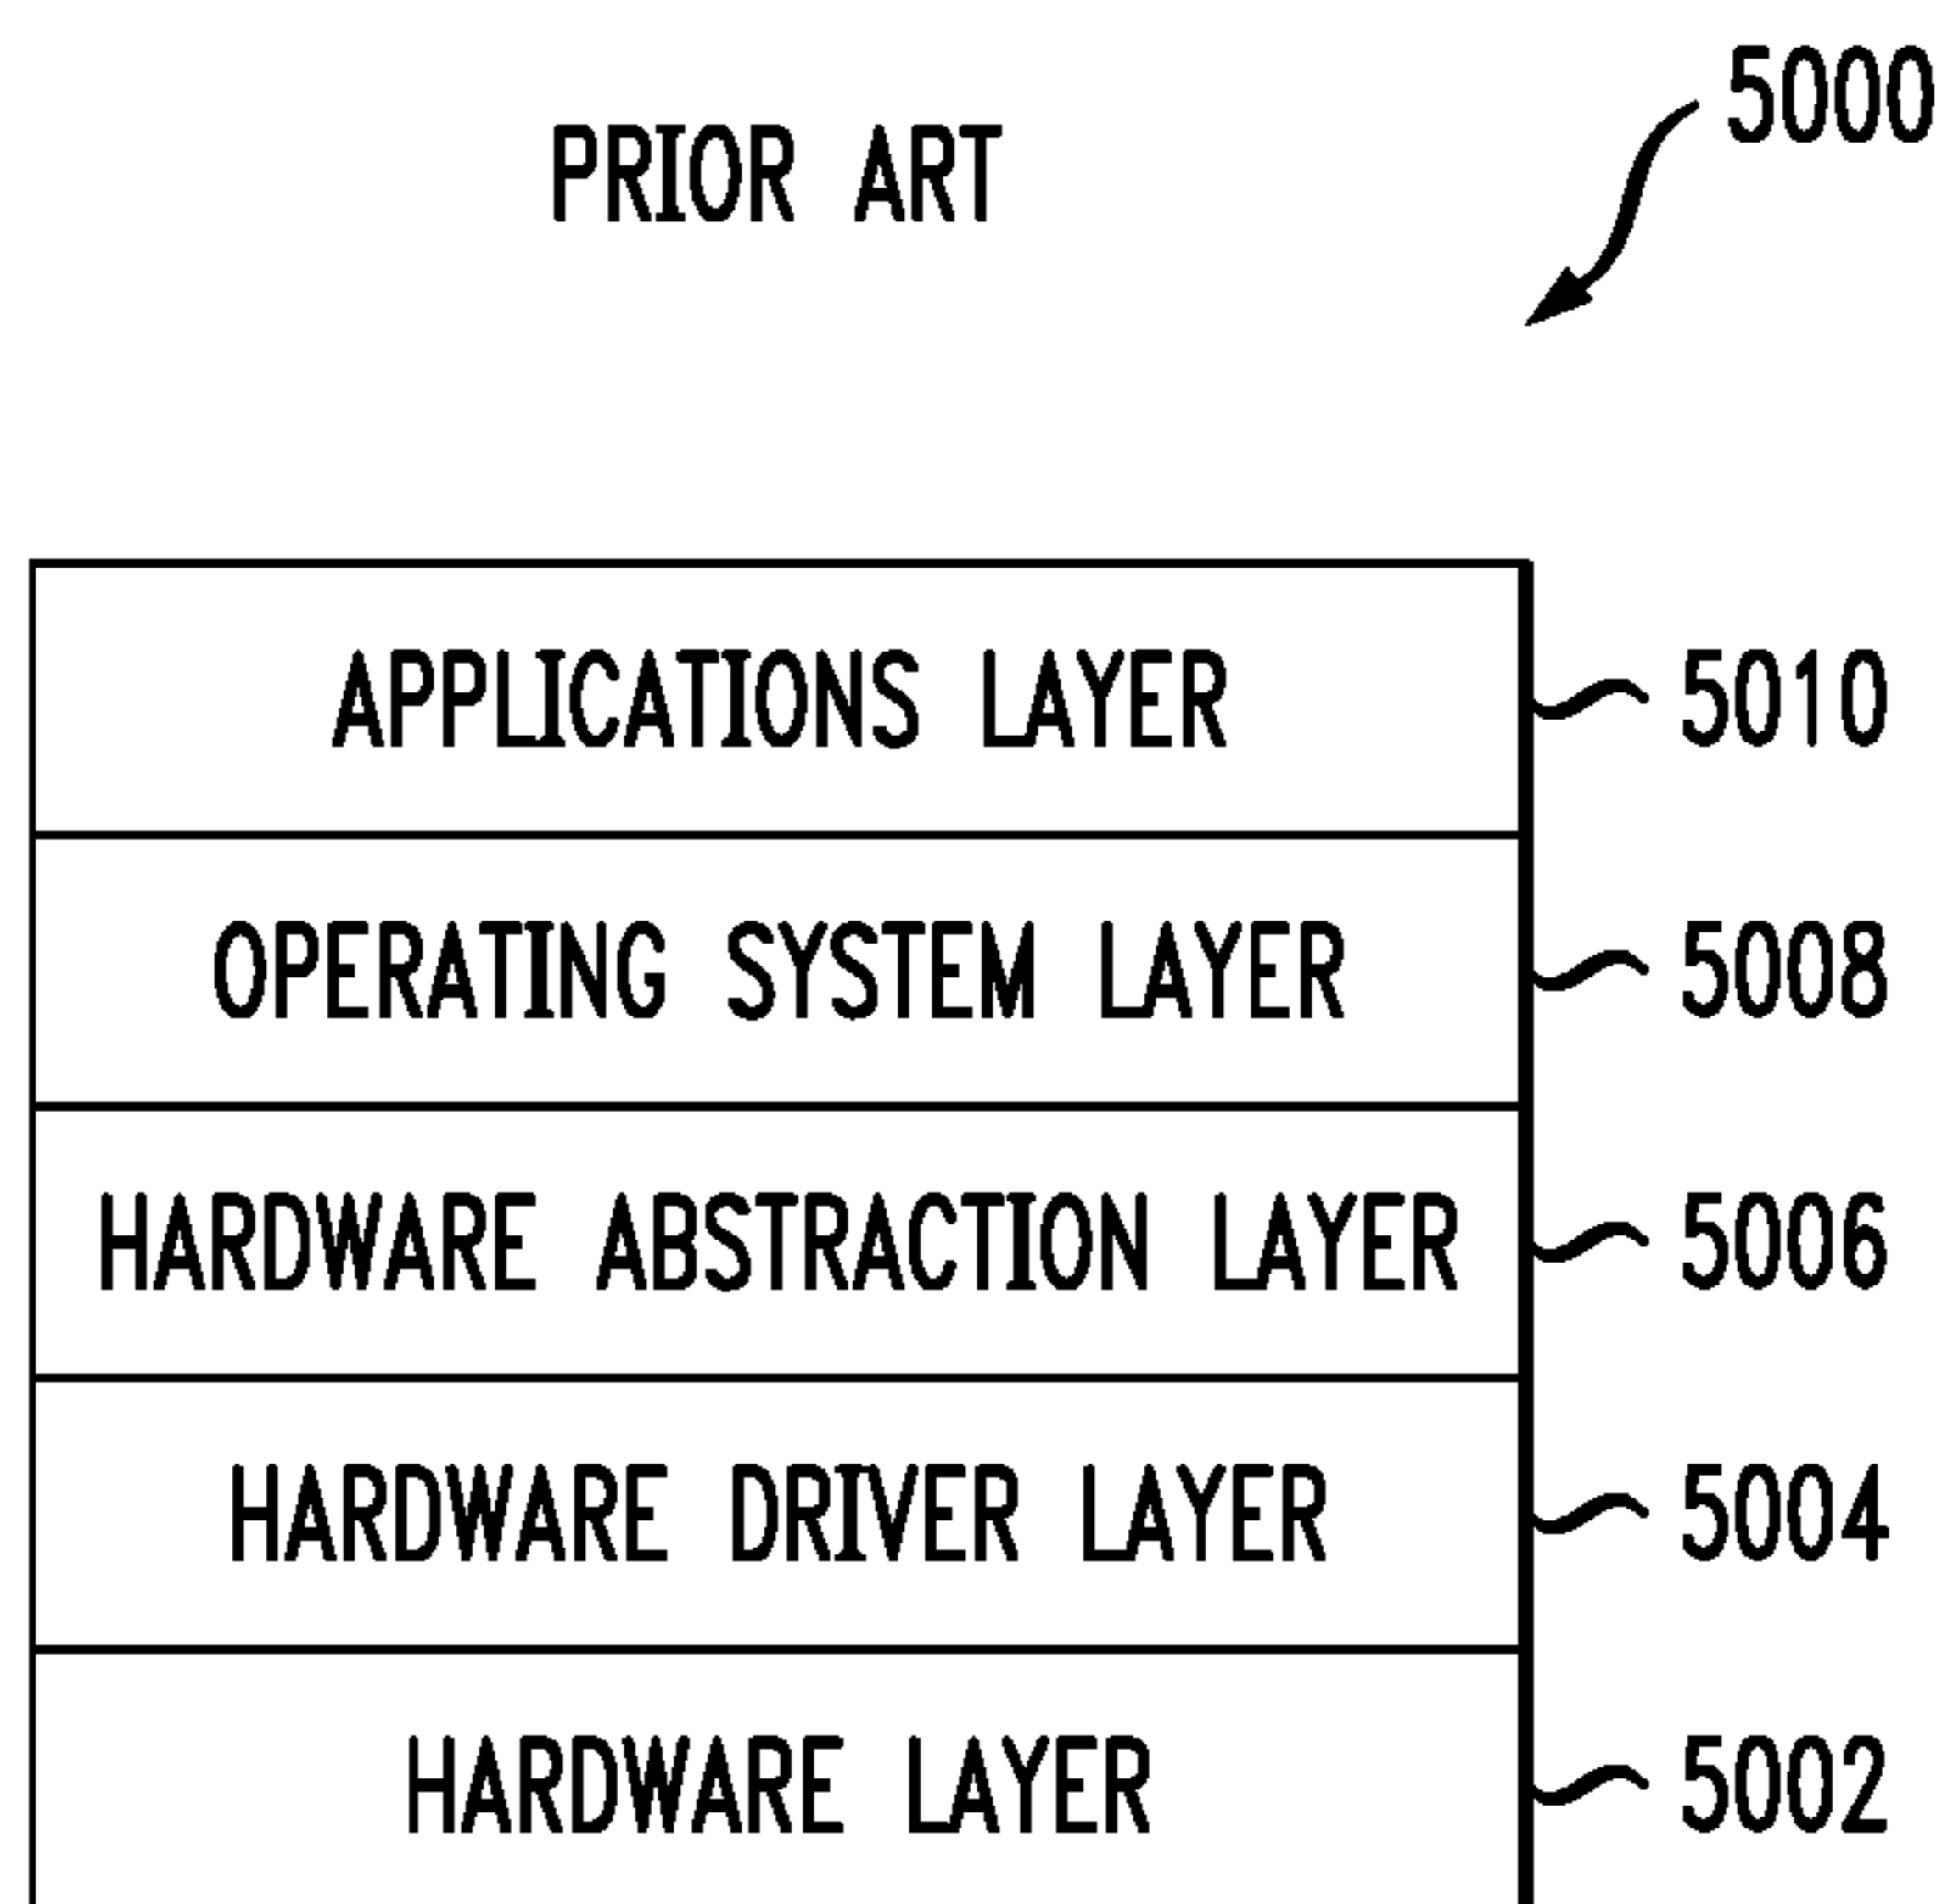 5000
PRIOR ART
APPLICATIONS LAYER 5010
OPERATING SYSTEM LAYER 5008
HARDWARE ABSTRACTION LAYER 5006
HARDWARE DRIVER LAYER 5004
HARDWARE LAYER 5002